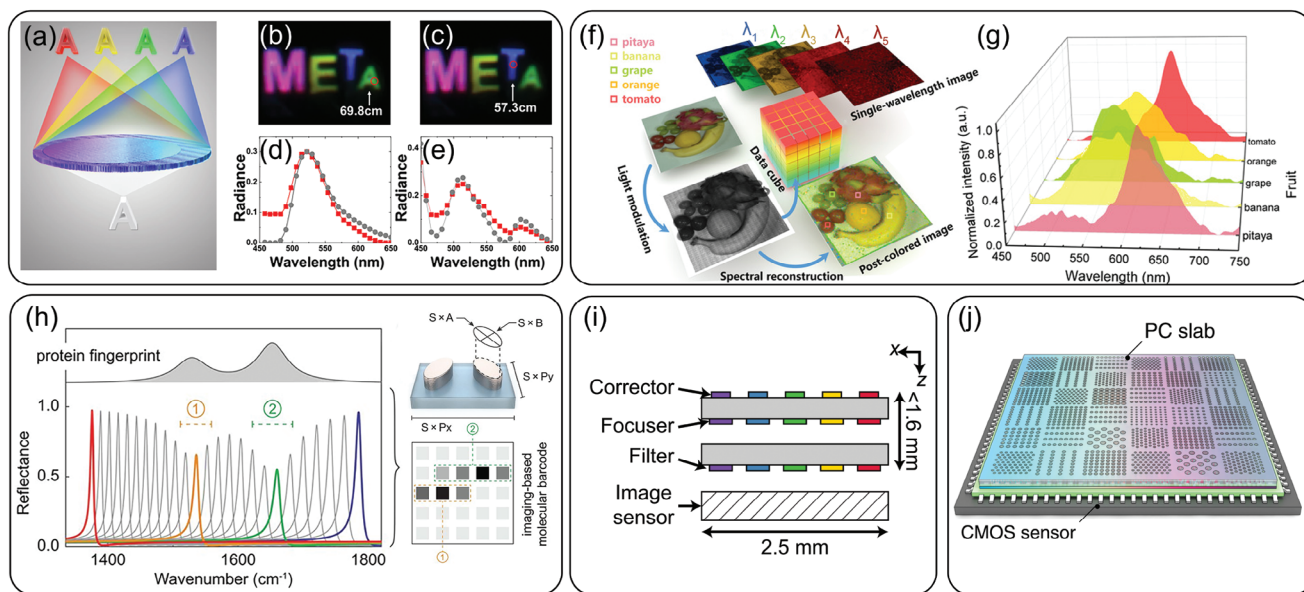 (a)
A A A A
A
(b)
META
69.8cm
(c)
META
57.3cm
(d)
Radiance
0.3
0.2
0.1
0.0
450 500 550 600 650
Wavelength (nm)
(e)
Radiance
0.4
0.2
0.0
450 500 550 600 650
Wavelength (nm)
(f)
pitaya
banana
grape
orange
tomato
λ1 λ2 λ3 λ4 λ5
Single-wavelength image
Data cube
Light modulation
Spectral reconstruction
Post-colored image
(g)
Normalized intensity (a.u.)
1.0
0.8
0.6
0.4
0.2
0.0
450 500 550 600 650 700 750
Wavelength (nm)
tomato
orange
grape
banana
pitaya
Fruit
(h)
protein fingerprint
Reflectance
1.0
0.5
0.0
① ②
1400 1600 1800
Wavenumber (cm-1)
S×A S×B
S×Py
S×Px
②
①
imaging-based
molecular barcode
(i)
x
z
Corrector
Focuser
Filter
Image
sensor
<1.6 mm
2.5 mm
(j)
PC slab
CMOS sensor